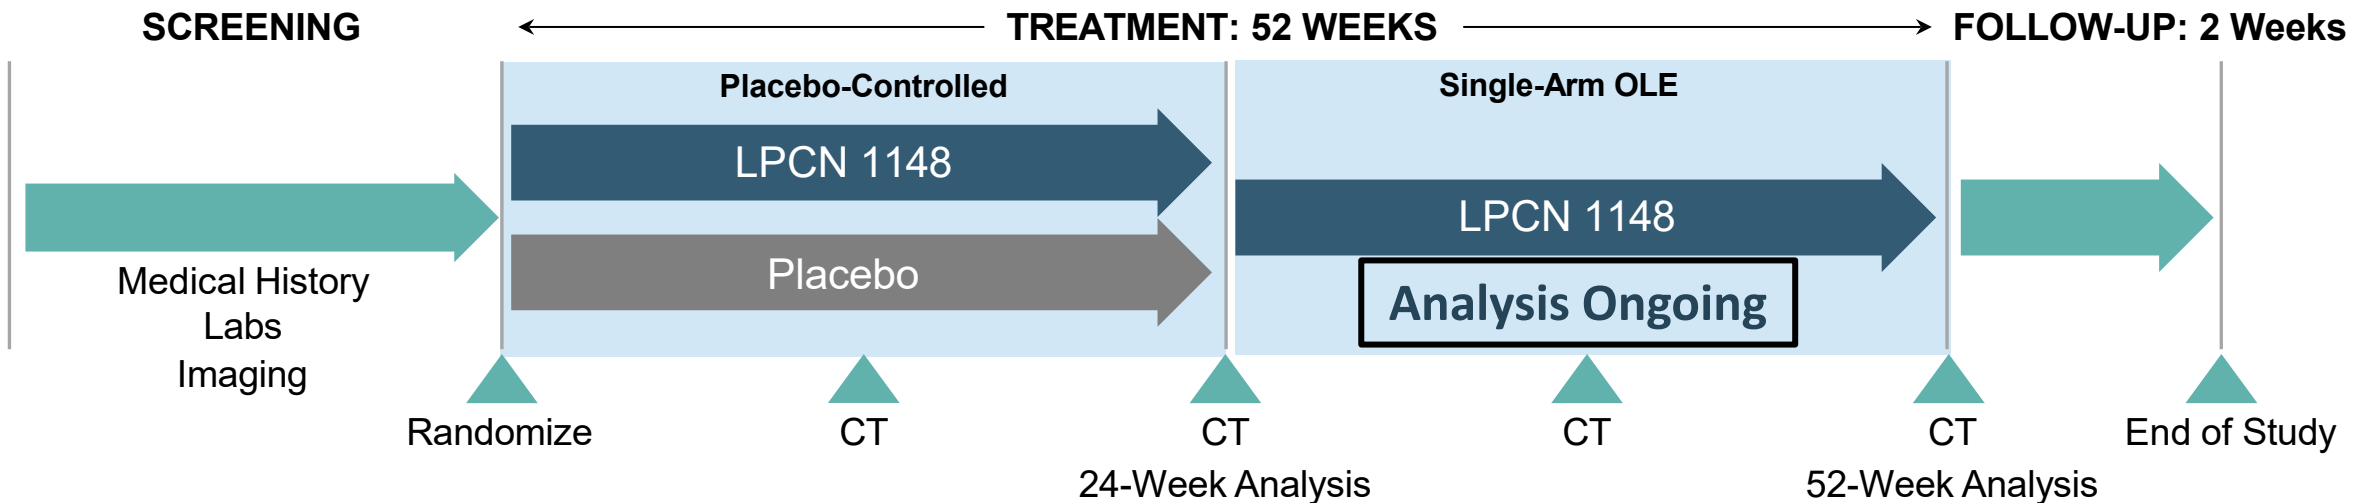 SCREENING
TREATMENT: 52 WEEKS
FOLLOW-UP: 2 Weeks
Placebo-Controlled
Single-Arm OLE
LPCN 1148
LPCN 1148
Placebo
Analysis Ongoing
Medical History
Labs
Imaging
Randomize
CT
CT
CT
CT
End of Study
24-Week Analysis
52-Week Analysis